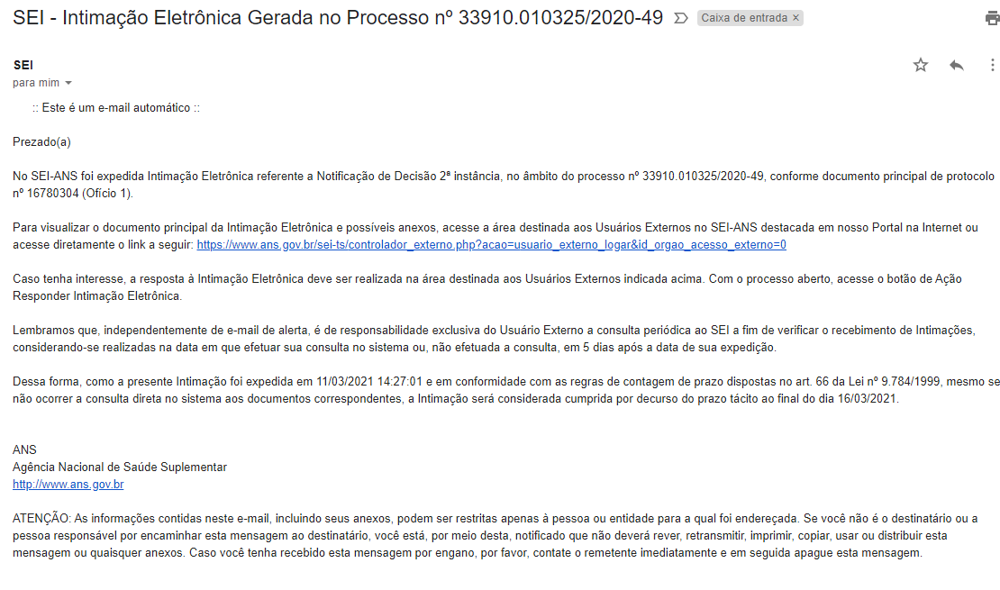 SEI - Intimação Eletrônica Gerada no Processo nº 33910.010325/2020-49 Caixa de entrada ×
SEI
para mim
:: Este é um e-mail automático ::
Prezado(a)
No SEI-ANS foi expedida Intimação Eletrônica referente a Notificação de Decisão 2ª instância, no âmbito do processo nº 33910.010325/2020-49, conforme documento principal de protocolo
nº 16780304 (Ofício 1).
Para visualizar o documento principal da Intimação Eletrônica e possíveis anexos, acesse a área destinada aos Usuários Externos no SEI-ANS destacada em nosso Portal na Internet ou
acesse diretamente o link a seguir: https://www.ans.gov.br/sei-ts/controlador_externo.php?acao=usuario_externo_logar&id_orgao_acesso_externo=0
Caso tenha interesse, a resposta à Intimação Eletrônica deve ser realizada na área destinada aos Usuários Externos indicada acima. Com o processo aberto, acesse o botão de Ação
Responder Intimação Eletrônica.
Lembramos que, independentemente de e-mail de alerta, é de responsabilidade exclusiva do Usuário Externo a consulta periódica ao SEI a fim de verificar o recebimento de Intimações,
considerando-se realizadas na data em que efetuar sua consulta no sistema ou, não efetuada a consulta, em 5 dias após a data de sua expedição.
Dessa forma, como a presente Intimação foi expedida em 11/03/2021 14:27:01 e em conformidade com as regras de contagem de prazo dispostas no art. 66 da Lei nº 9.784/1999, mesmo se
não ocorrer a consulta direta no sistema aos documentos correspondentes, a Intimação será considerada cumprida por decurso do prazo tácito ao final do dia 16/03/2021.
ANS
Agência Nacional de Saúde Suplementar
http://www.ans.gov.br
ATENÇÃO: As informações contidas neste e-mail, incluindo seus anexos, podem ser restritas apenas à pessoa ou entidade para a qual foi endereçada. Se você não é o destinatário ou a
pessoa responsável por encaminhar esta mensagem ao destinatário, você está, por meio desta, notificado que não deverá rever, retransmitir, imprimir, copiar, usar ou distribuir esta
mensagem ou quaisquer anexos. Caso você tenha recebido esta mensagem por engano, por favor, contate o remetente imediatamente e em seguida apague esta mensagem.